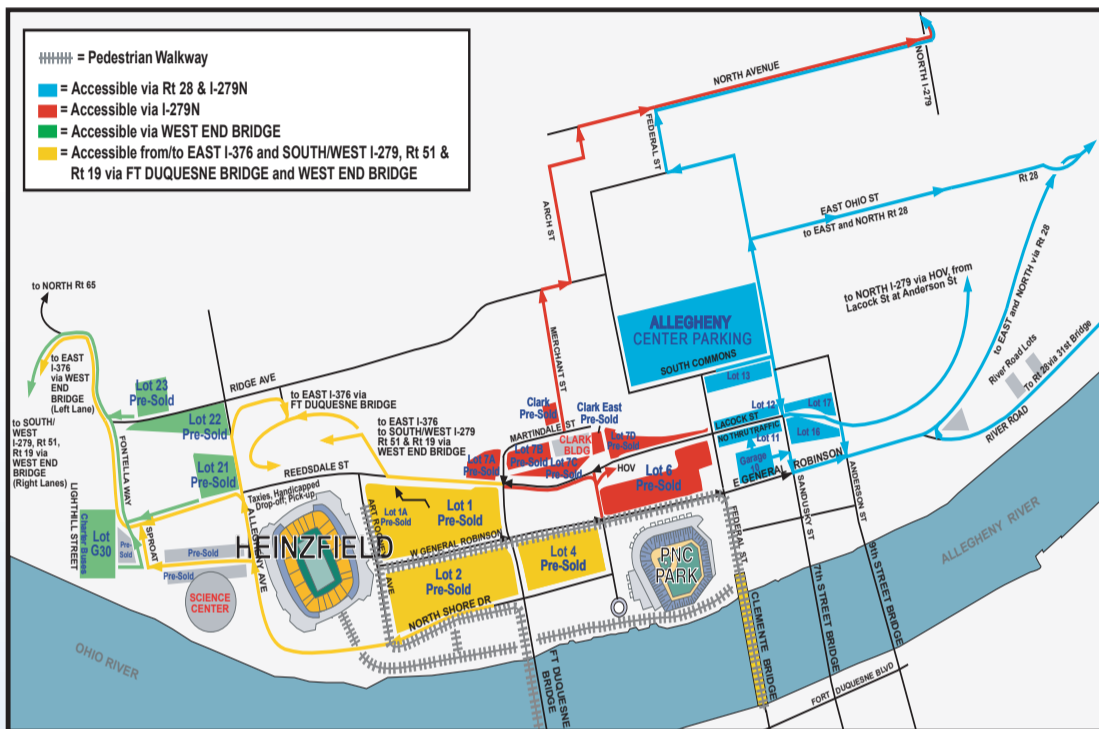 = Pedestrian Walkway
= Accessible via Rt 28 & I-279N
= Accessible via I-279N
= Accessible via WEST END BRIDGE
= Accessible from/to EAST I-376 and SOUTH/WEST I-279, Rt 51 &
Rt 19 via FT DUQUESNE BRIDGE and WEST END BRIDGE
NORTH AVENUE
NORTH I-279
FEDERAL ST
ARCH ST
EAST OHIO ST
to EAST and NORTH Rt 28
Rt 28
to NORTH I-279 via HOV, from
Lacock St at Anderson St
to EAST and NORTH via Rt 28
River Road Lots
To Rt 28via 31st Bridge
RIVER ROAD
to NORTH Rt 65
to EAST
I-376
via WEST
END
BRIDGE
(Left Lane)
to SOUTH/
WEST
I-279, Rt 51,
Rt 19 via
WEST END
BRIDGE
(Right Lanes)
Lot 23
Pre-Sold
Lot 22
Pre-Sold
RIDGE AVE
to EAST I-376 via
FT DUQUESNE BRIDGE
to EAST I-376
to SOUTH/WEST I-279
Rt 51 & Rt 19 via
WEST END BRIDGE
MERCHANT ST
ALLEGHENY
CENTER PARKING
SOUTH COMMONS
Lot 13
Lot 12
Lot 17
Lot 16
LACOCK ST
NO THRU TRAFFIC
Lot 11
Garage
10
E GENERAL ROBINSON
Clark
Pre-Sold
Clark East
Pre-Sold
MARTINDALE ST
CLARK
BLDG
Lot 7A
Pre-Sold
Lot 7B
Pre-Sold
Lot 7C
Pre-Sold
Lot 7D
Pre-Sold
HOV
Lot 6
Pre-Sold
FONTELLA WAY
Lot 21
Pre-Sold
REEDSDALE ST
Taxies, Handicapped
Drop-off, Pick-up
LIGHTHILL STREET
Lot
G30
Charter Buses
Pre-
Sold
SPROAT
Pre-Sold
Pre-Sold
SCIENCE
CENTER
ALLEGHENY AVE
HEINZFIELD
ART ROONEY AVE
Lot 1A
Pre-Sold
Lot 1
Pre-Sold
W GENERAL ROBINSON
Lot 2
Pre-Sold
Lot 4
Pre-Sold
NORTH SHORE DR
PNC
PARK
FEDERAL ST
SANDUSKY ST
ANDERSON ST
CLEMENTE BRIDGE
7TH STREET BRIDGE
9TH STREET BRIDGE
FT DUQUESNE
BRIDGE
FORT DUQUESNE BLVD
OHIO RIVER
ALLEGHENY RIVER